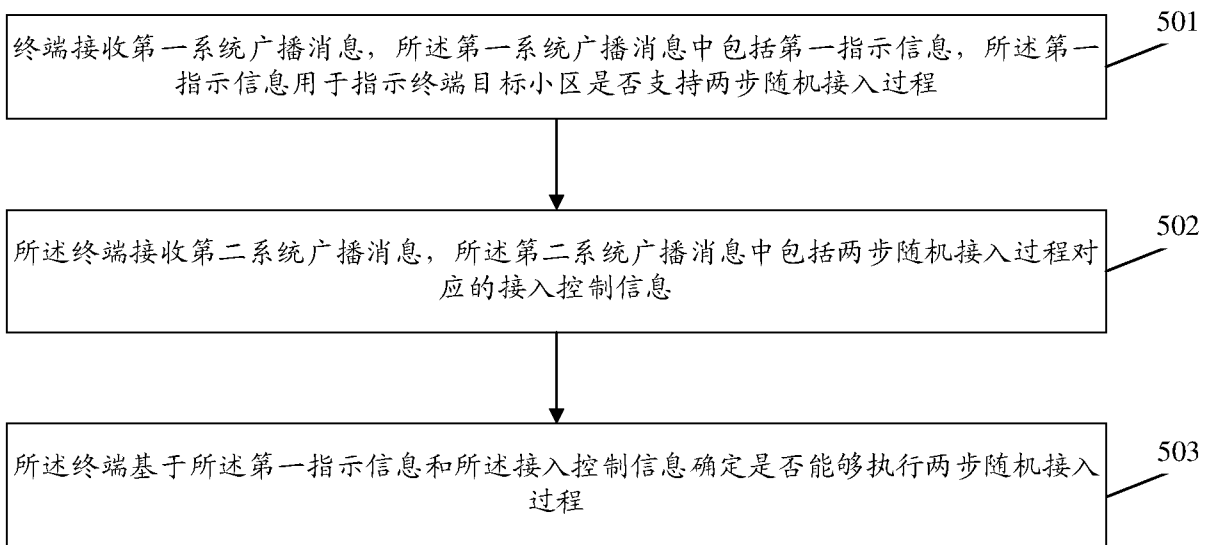 501
终端接收第一系统广播消息，所述第一系统广播消息中包括第一指示信息，所述第一
指示信息用于指示终端目标小区是否支持两步随机接入过程
502
所述终端接收第二系统广播消息，所述第二系统广播消息中包括两步随机接入过程对
应的接入控制信息
503
所述终端基于所述第一指示信息和所述接入控制信息确定是否能够执行两步随机接入
过程